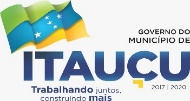 GOVERNO DO
MUNICÍPIO DE
ITAUÇU
Trabalhando juntos,
construindo mais
2017 | 2020